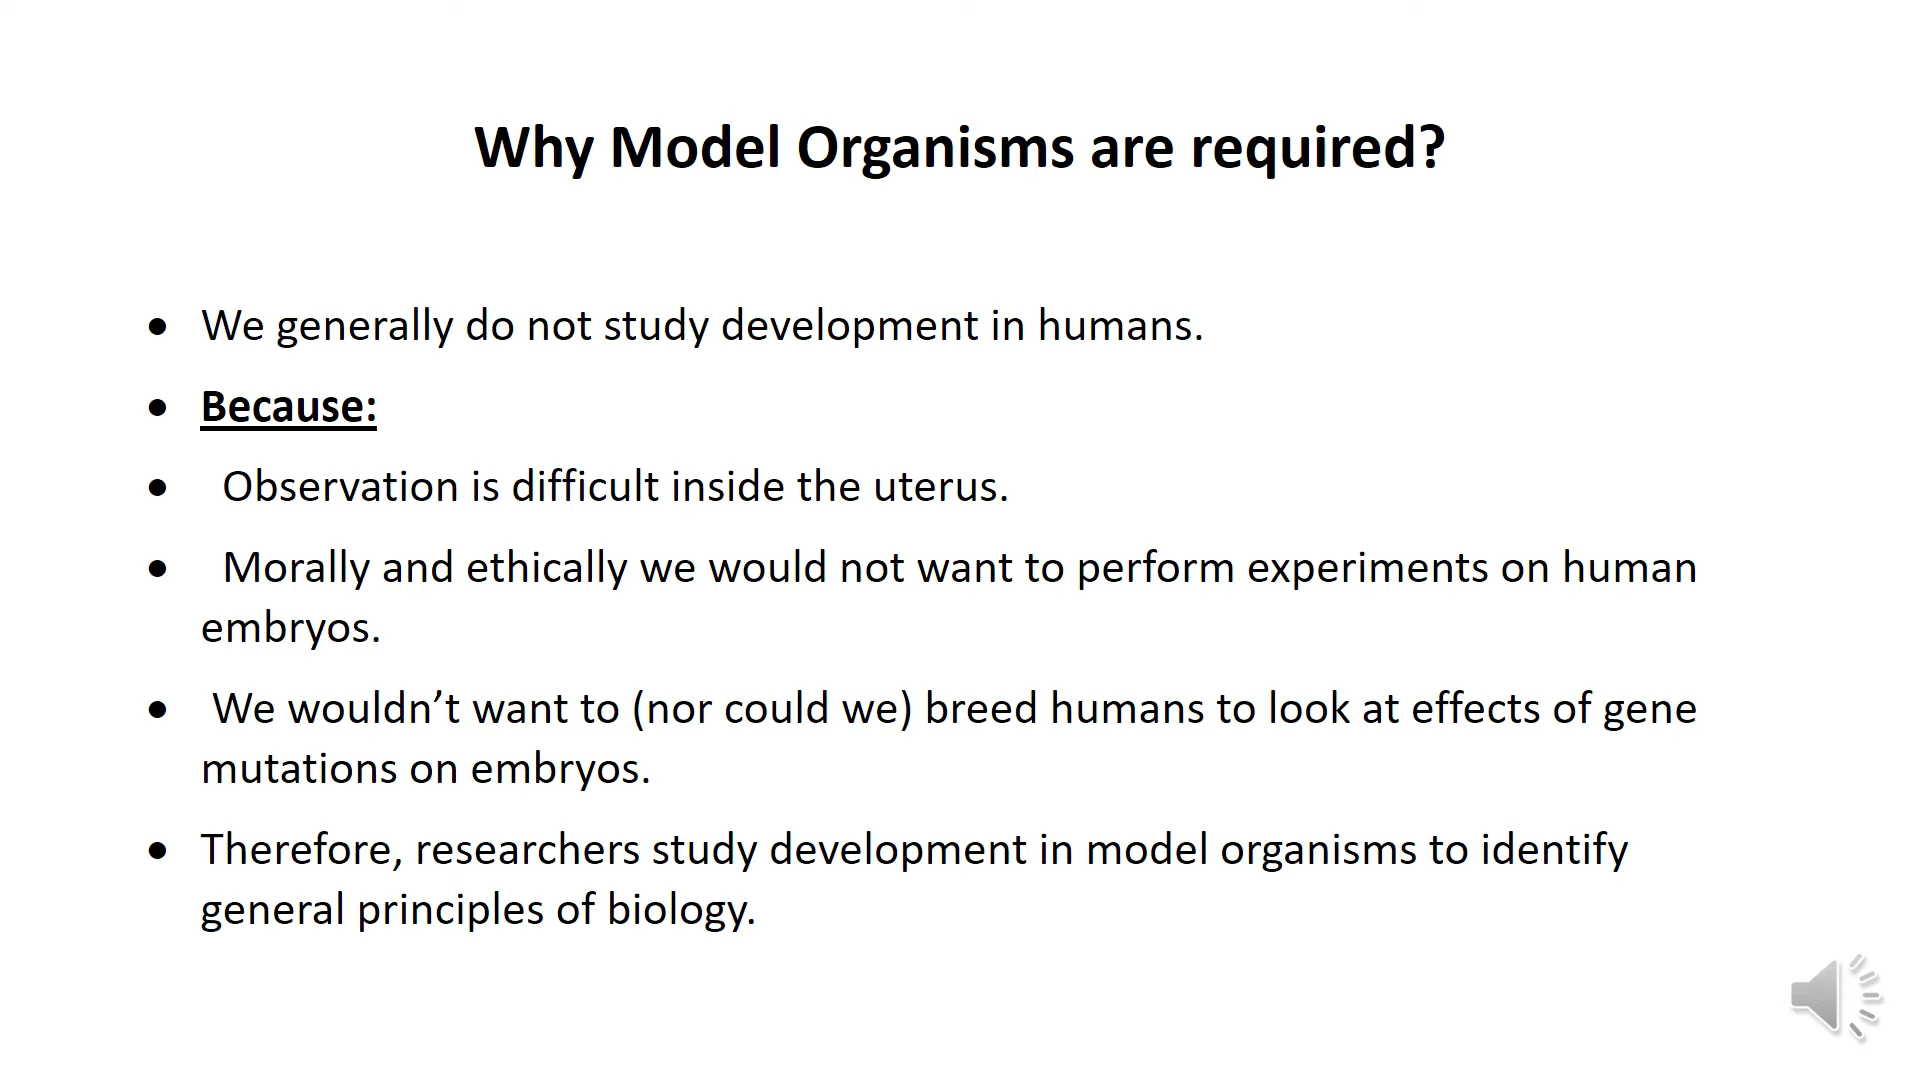 Why Model Organisms are required?
• We generally do not study development in humans.
• Because:
• Observation is difficult inside the uterus.
• Morally and ethically we would not want to perform experiments on human
embryos.
• We wouldn’t want to (nor could we) breed humans to look at effects of gene
mutations on embryos.
• Therefore, researchers study development in model organisms to identify
general principles of biology.